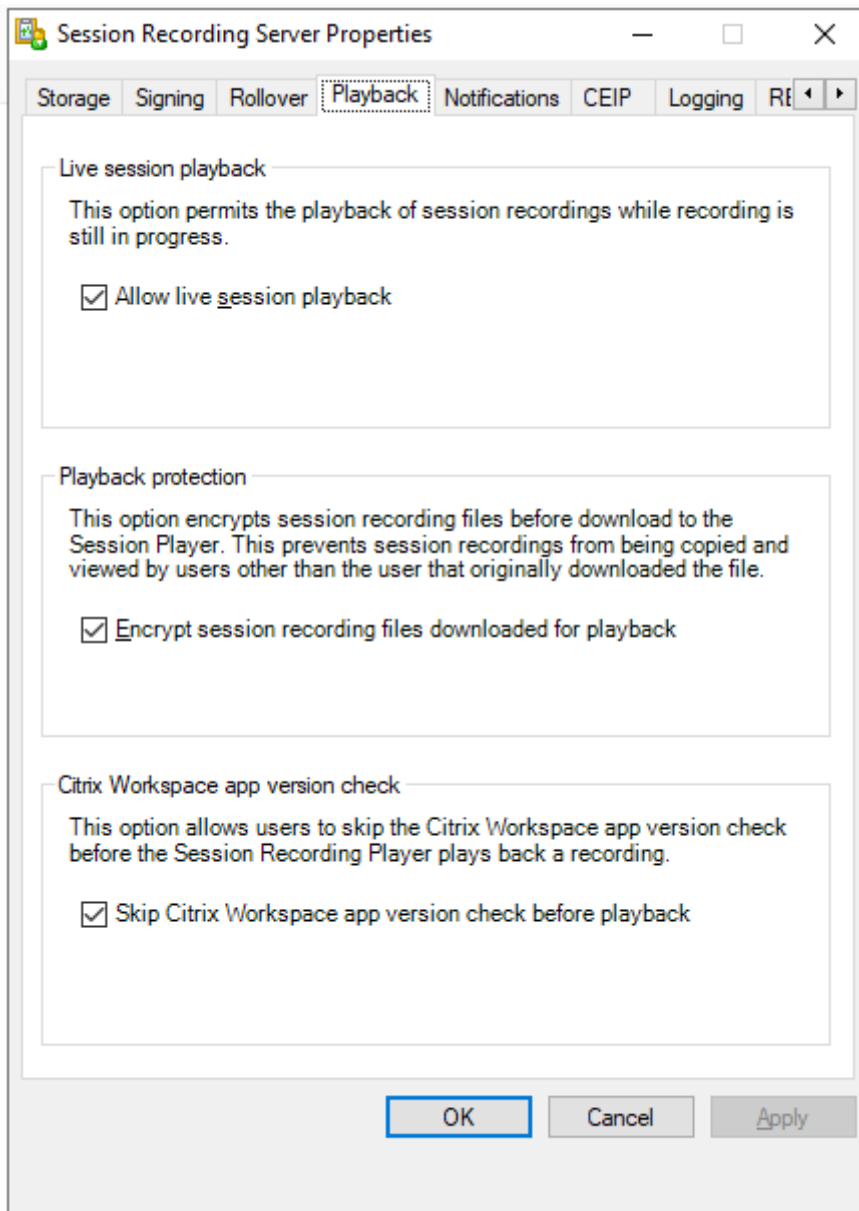 Session Recording Server Properties
Storage Signing Rollover Playback Notifications CEIP Logging
Live session playback
This option permits the playback of session recordings while recording is
still in progress.
Allow live session playback
Playback protection
This option encrypts session recording files before download to the
Session Player. This prevents session recordings from being copied and
viewed by users other than the user that originally downloaded the file.
Encrypt session recording files downloaded for playback
Citrix Workspace app version check
This option allows users to skip the Citrix Workspace app version check
before the Session Recording Player plays back a recording.
Skip Citrix Workspace app version check before playback
OK Cancel Apply